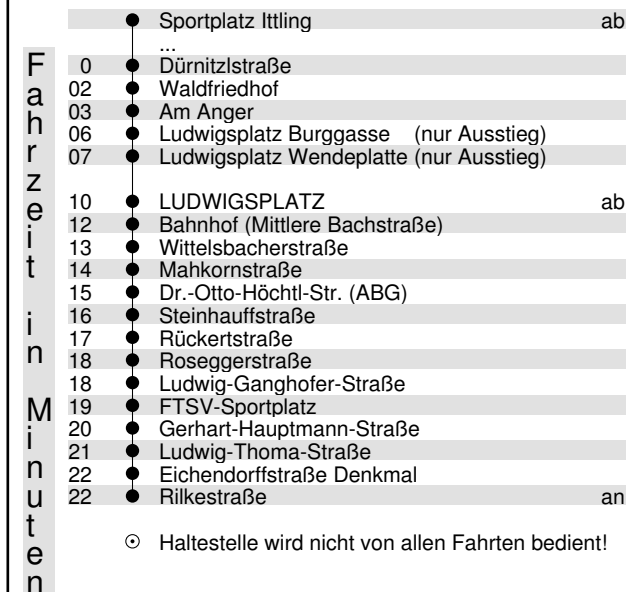 Sportplatz Ittling ab
...
Fahrzeit in Minuten
0 Dürnitzlstraße
02 Waldfriedhof
03 Am Anger
06 Ludwigsplatz Burggasse (nur Ausstieg)
07 Ludwigsplatz Wendeplatte (nur Ausstieg)
10 LUDWIGSPLATZ ab
12 Bahnhof (Mittlere Bachstraße)
13 Wittelsbacherstraße
14 Mahkornstraße
15 Dr.-Otto-Höchtl-Str. (ABG)
16 Steinhauffstraße
17 Rückertstraße
18 Roseggerstraße
18 Ludwig-Ganghofer-Straße
19 FTSV-Sportplatz
20 Gerhart-Hauptmann-Straße
21 Ludwig-Thoma-Straße
22 Eichendorffstraße Denkmal
22 Rilkestraße an
☉ Haltestelle wird nicht von allen Fahrten bedient!